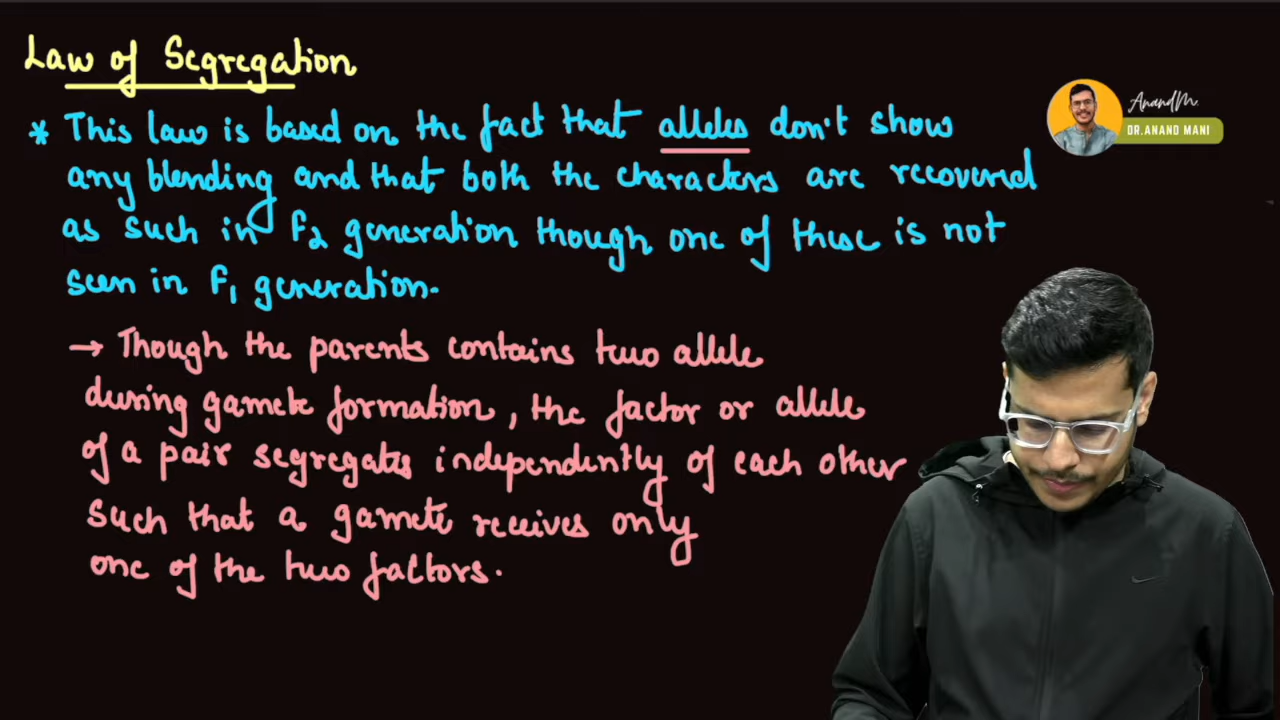 Law of Segregation
* This law is based on the fact that alleles don't show
any blending and that both the characters are recovered
as such in F₂ generation though one of these is not
seen in F₁ generation.
→ Though the parents contains two allele
during gamete formation, the factor or allele
of a pair segregates independently of each other
such that a gamete receives only
one of the two factors.
AnandM.
DR.ANAND MANI